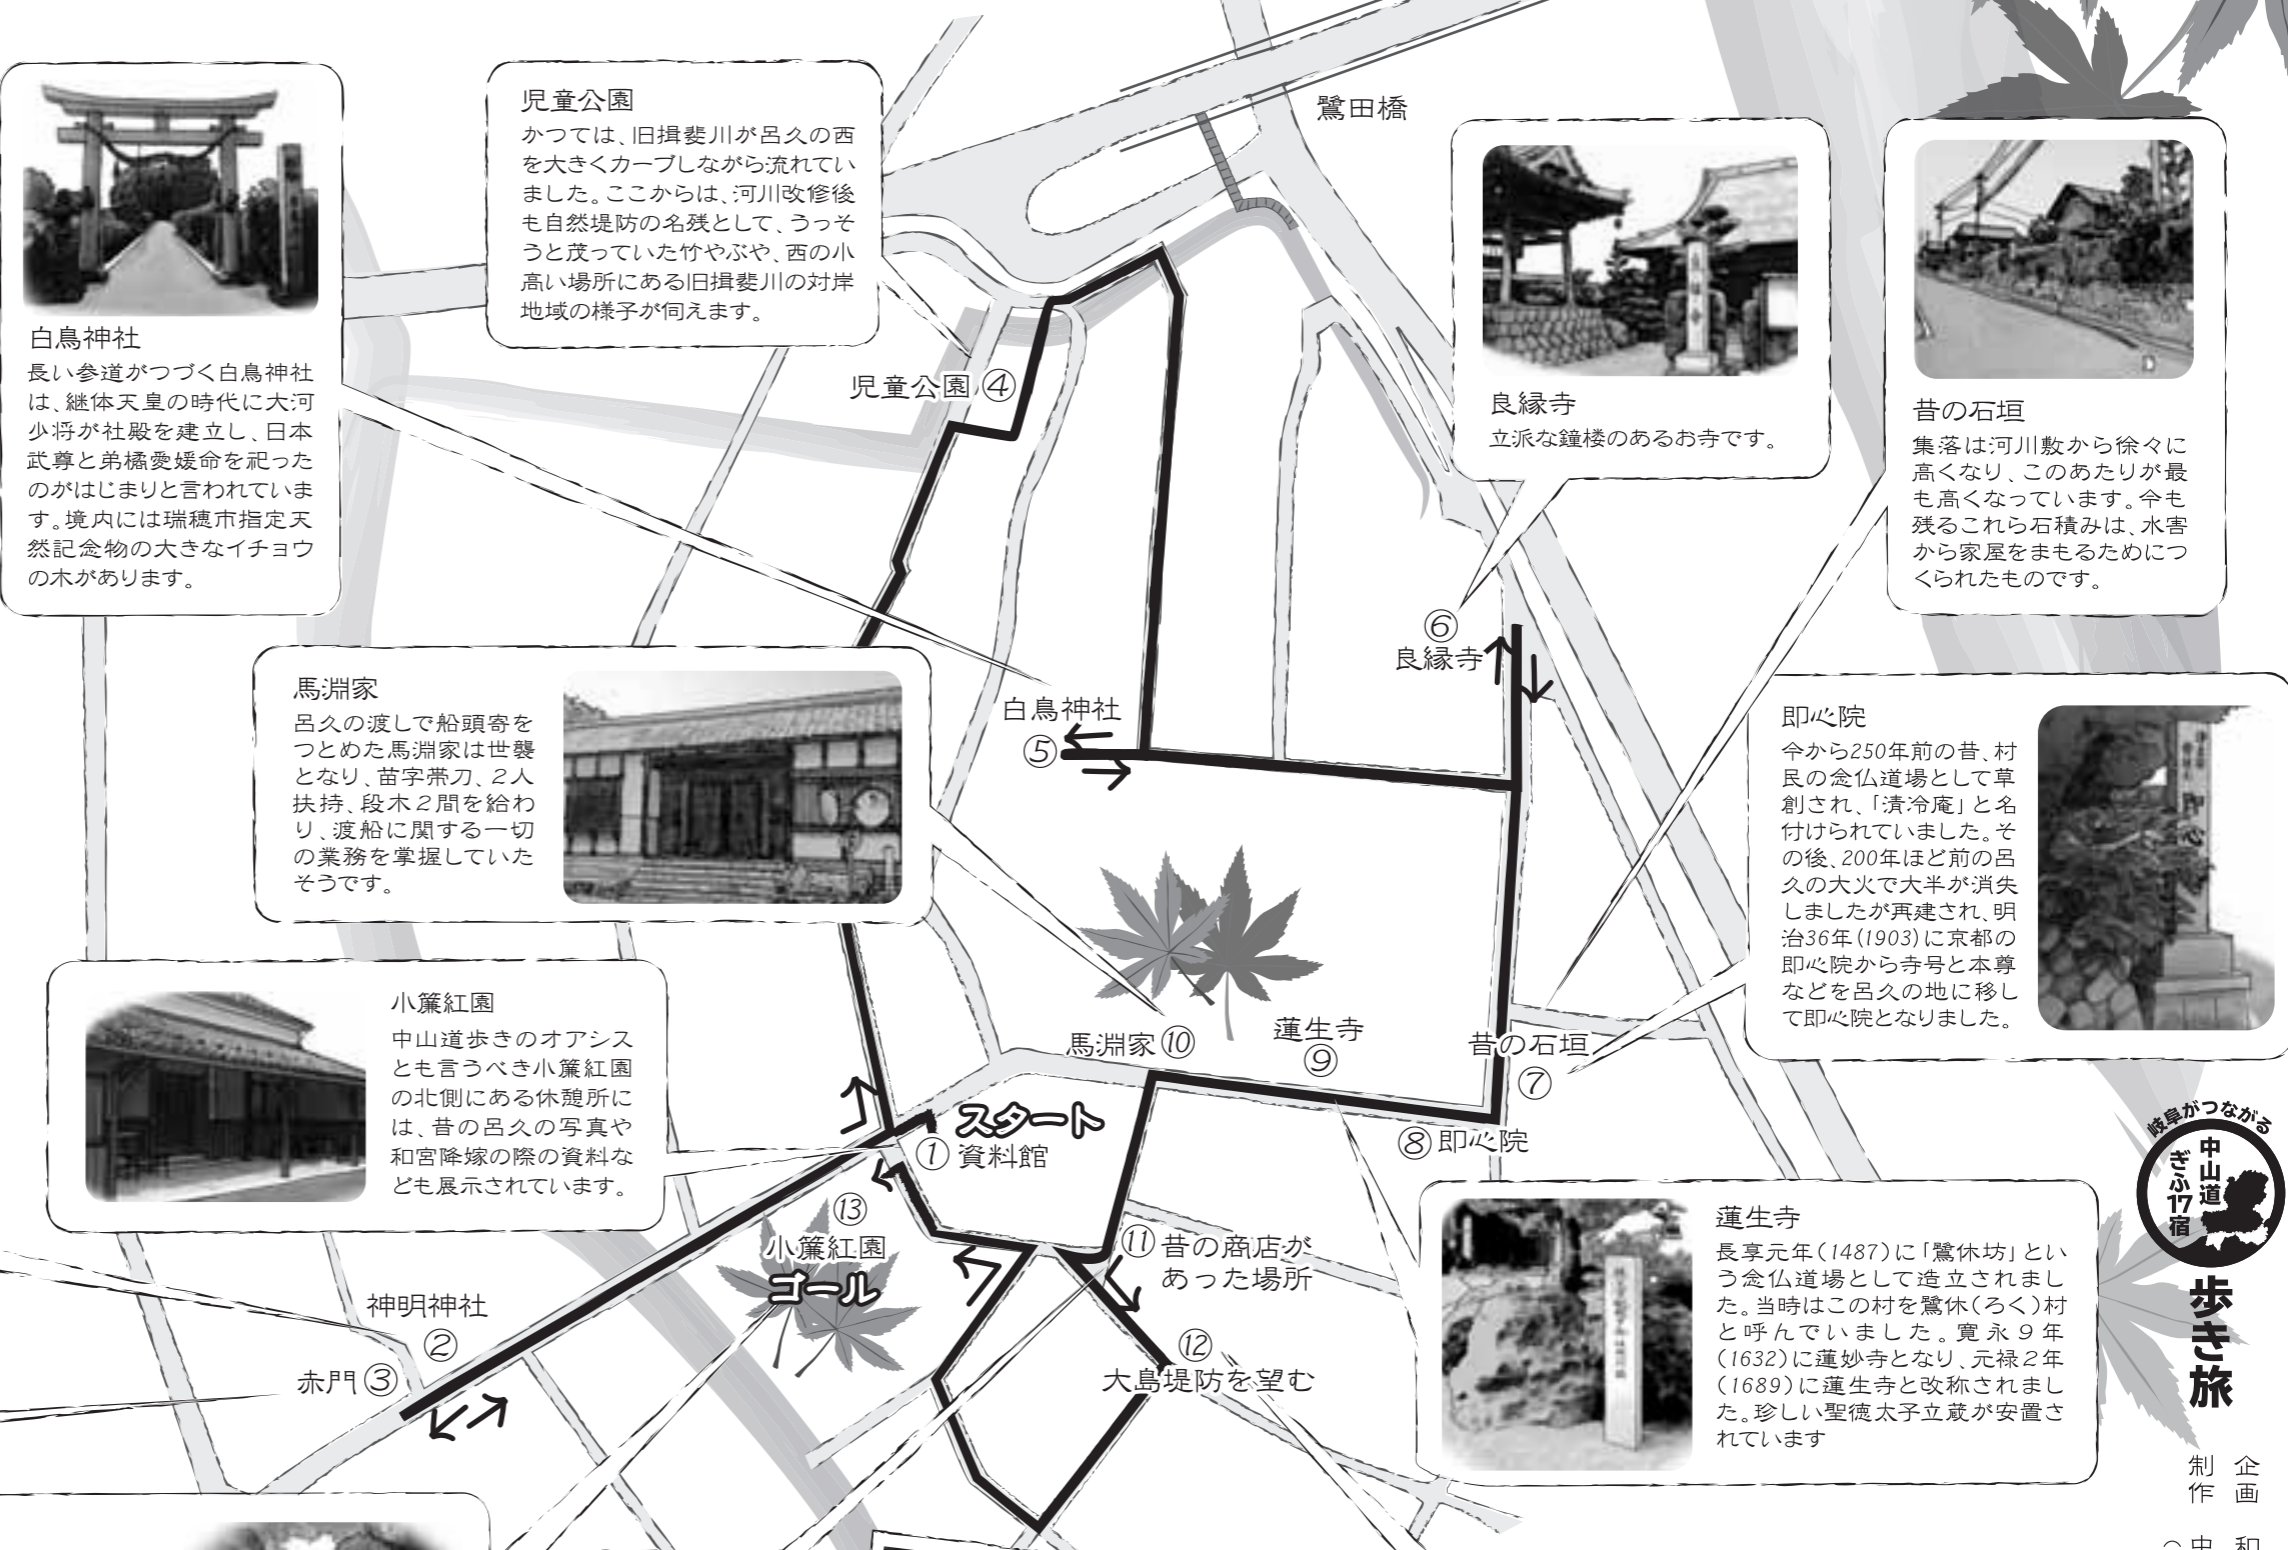 白鳥神社
長い参道がつづく白鳥神社
は、継体天皇の時代に大河
少将が社殿を建立し、日本
武尊と弟橘愛媛命を祀った
のがはじまりと言われていま
す。境内には瑞穂市指定天
然記念物の大きなイチョウ
の木があります。
児童公園
かつては、旧揖斐川が呂久の西
を大きくカーブしながら流れてい
ました。ここからは、河川改修後
も自然堤防の名残として、うっそ
うと茂っていた竹やぶや、西の小
高い場所にある旧揖斐川の対岸
地域の様子が伺えます。
鷺田橋
良縁寺
立派な鐘楼のあるお寺です。
昔の石垣
集落は河川敷から徐々に
高くなり、このあたりが最
も高くなっています。今も
残るこれら石積みは、水害
から家屋をまもるためにつ
くられたものです。
児童公園④
⑥
良縁寺
馬淵家
呂久の渡しで船頭寄を
つとめた馬淵家は世襲
となり、苗字帯刀、2人
扶持、段木2間を給わ
り、渡船に関する一切
の業務を掌握していた
そうです。
白鳥神社
⑤
即心院
今から250年前の昔、村
民の念仏道場として草
創され、「清冷庵」と名
付けられていました。そ
の後、200年ほど前の呂
久の大火で大半が消失
しましたが再建され、明
治36年(1903)に京都の
即心院から寺号と本尊
などを呂久の地に移し
て即心院となりました。
小簾紅園
中山道歩きのオアシス
とも言うべき小簾紅園
の北側にある休憩所に
は、昔の呂久の写真や
和宮降嫁の際の資料な
ども展示されています。
馬淵家⑩
蓮生寺
⑨
昔の石垣
⑦
⑧即心院
スタート
①資料館
⑬
小簾紅園
ゴール
⑪昔の商店が
あった場所
⑫
大島堤防を望む
神明神社
②
赤門③
蓮生寺
長享元年(1487)に「鷺休坊」とい
う念仏道場として造立されまし
た。当時はこの村を鷺休(ろく)村
と呼んでいました。寛永9年
(1632)に蓮妙寺となり、元禄2年
(1689)に蓮生寺と改称されまし
た。珍しい聖徳太子立蔵が安置さ
れています
岐阜がつながる
中山道
ぎふ17宿
歩き旅
企画 和
制作 中